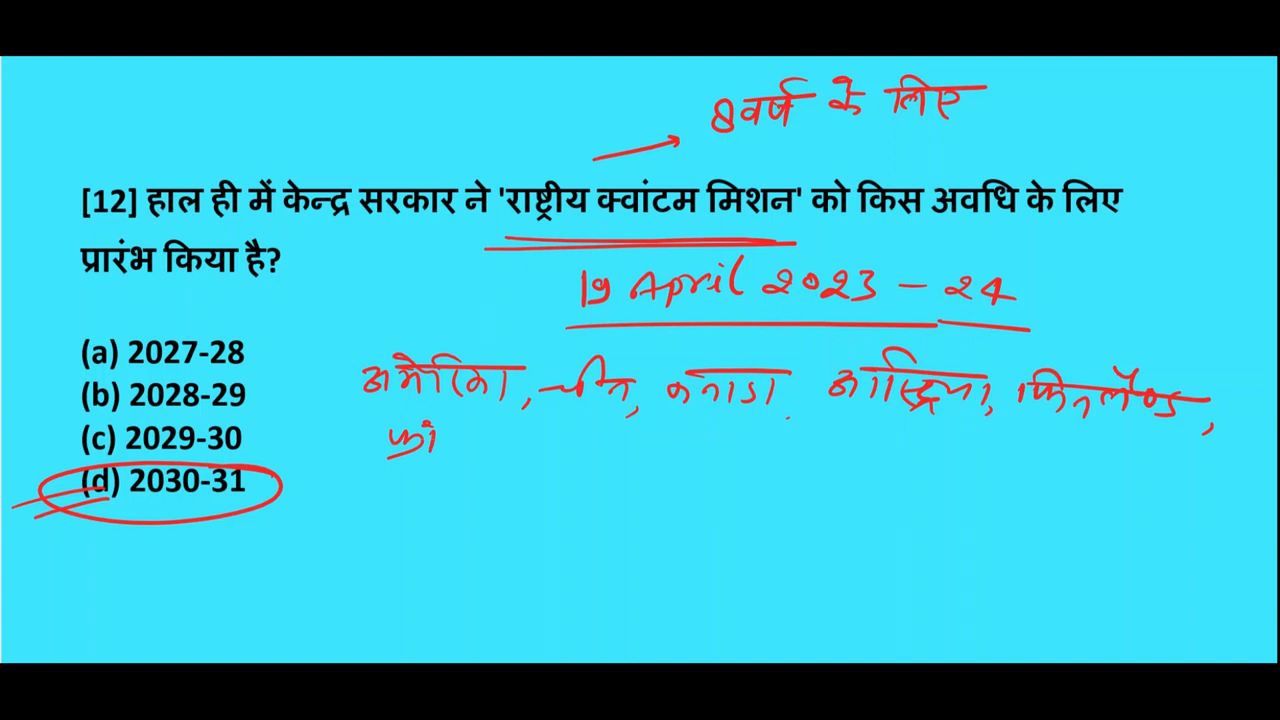 8 वर्ष के लिए
[12] हाल ही में केन्द्र सरकार ने 'राष्ट्रीय क्वांटम मिशन' को किस अवधि के लिए
प्रारंभ किया है?
19 April 2023 - 24
(a) 2027-28
(b) 2028-29
(c) 2029-30
(d) 2030-31
अमेरिका, चीन, कनाडा, आस्ट्रिया, फिनलैण्ड,
फ्रां